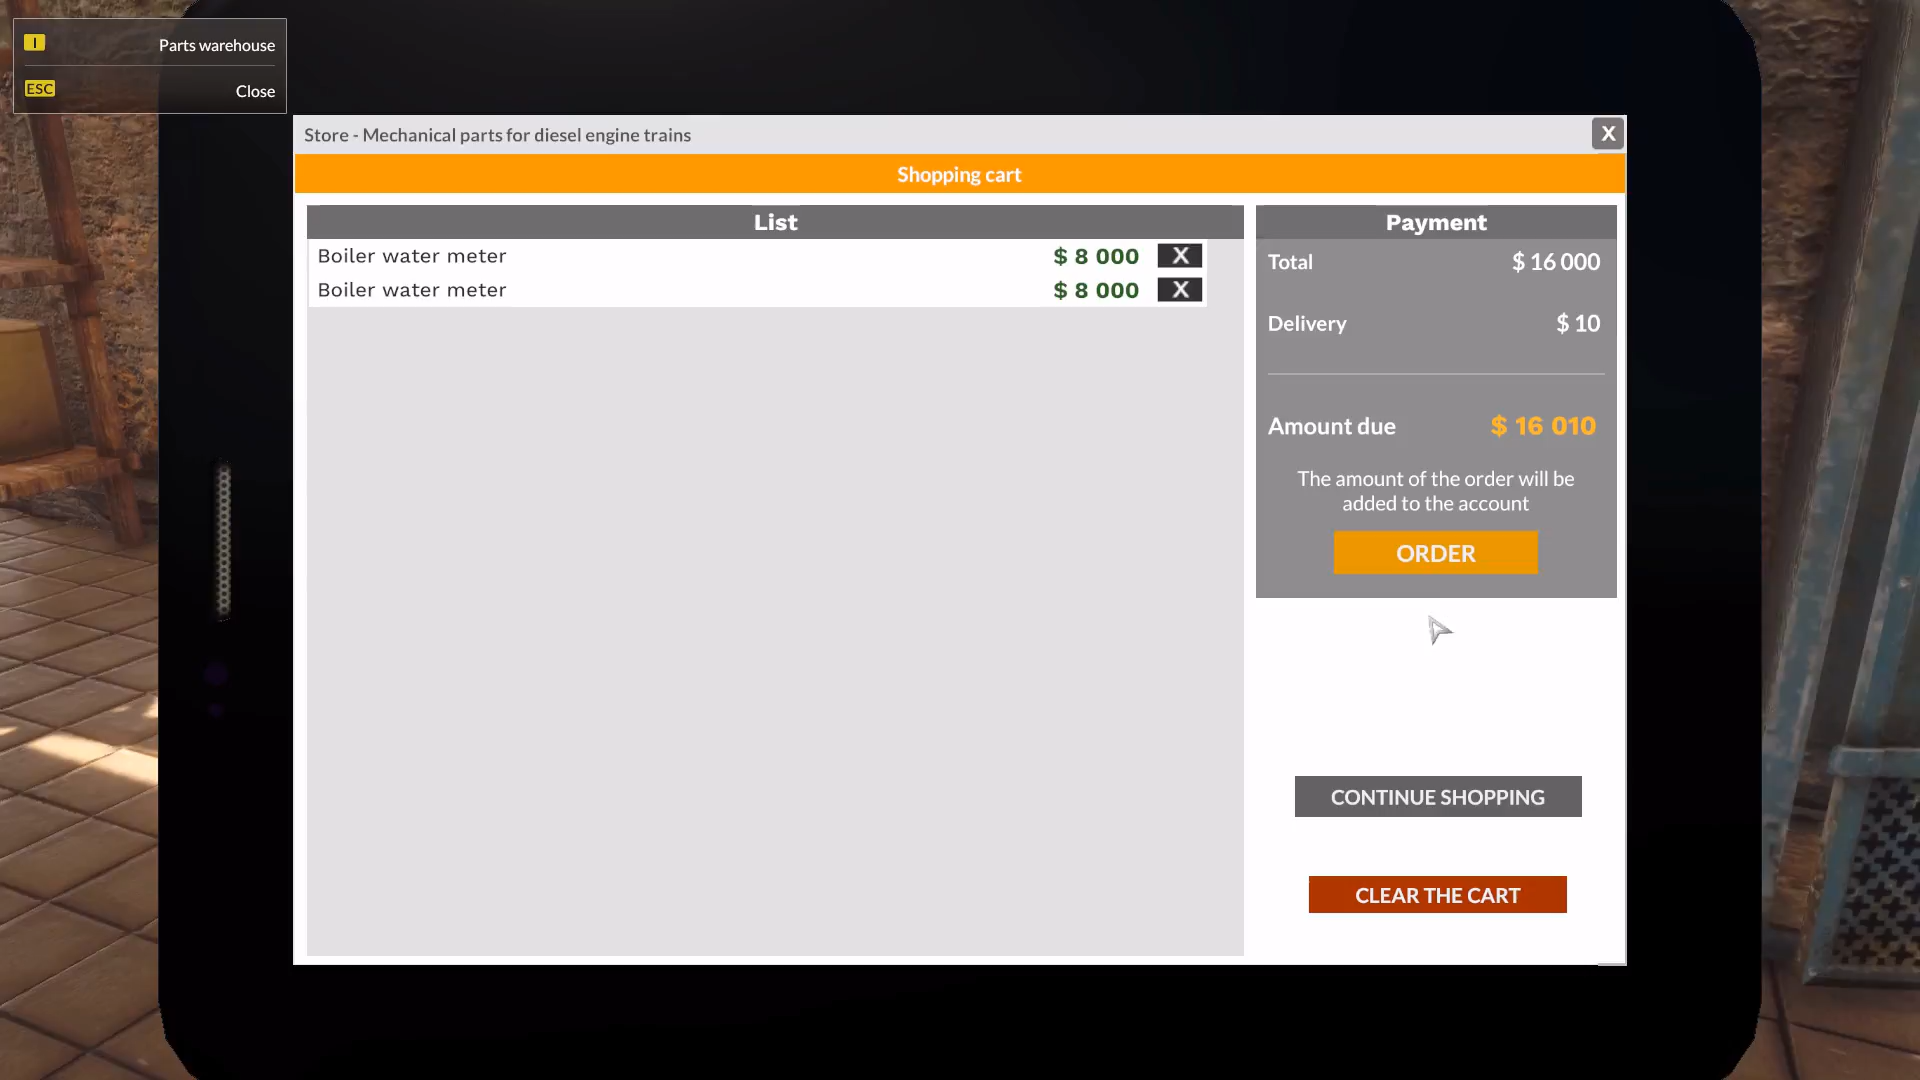 I Parts warehouse
ESC Close
Store - Mechanical parts for diesel engine trains
X
Shopping cart
List
Boiler water meter $ 8 000 X
Boiler water meter $ 8 000 X
Payment
Total $ 16 000
Delivery $ 10
Amount due $ 16 010
The amount of the order will be
added to the account
ORDER
CONTINUE SHOPPING
CLEAR THE CART